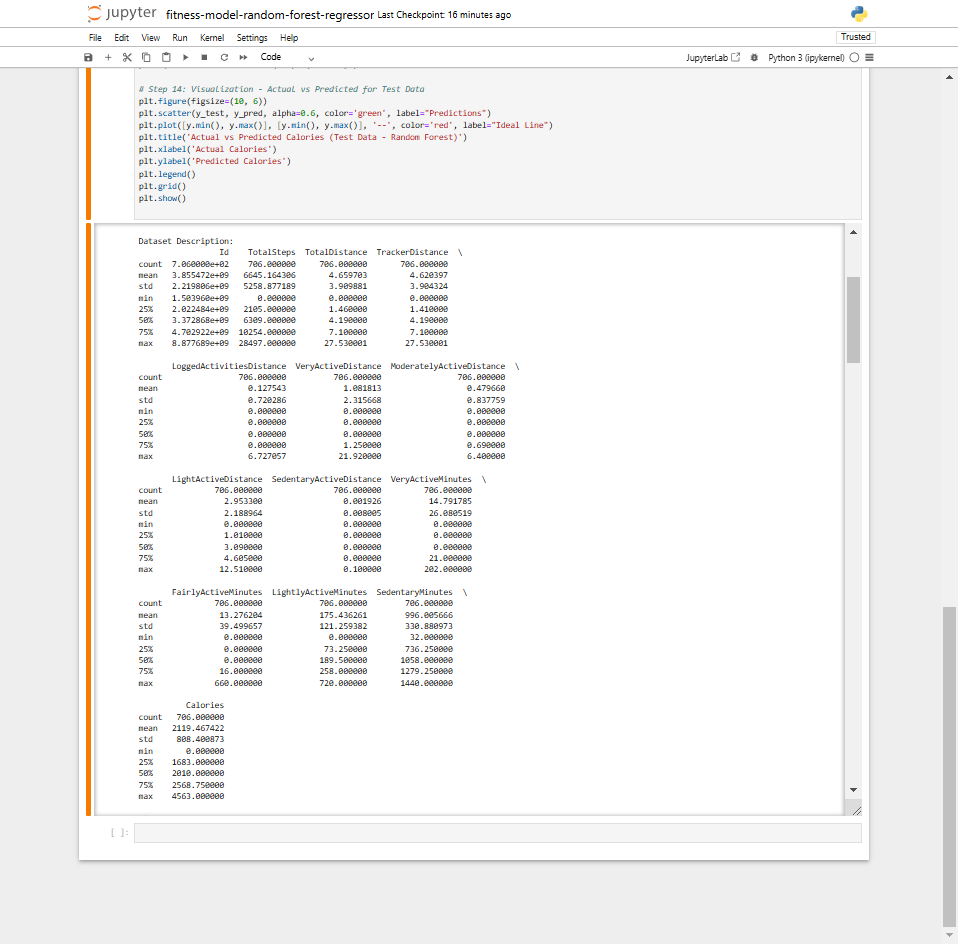 jupyter fitness-model-random-forest-regressor Last Checkpoint: 16 minutes ago
File Edit View Run Kernel Settings Help
Trusted
Code
JupyterLab
Python 3 (ipykernel)
# Step 14: Visualization - Actual vs Predicted for Test Data
plt.figure(figsize=(10, 6))
plt.scatter(y_test, y_pred, alpha=0.6, color='green', label="Predictions")
plt.plot([y.min(), y.max()], [y.min(), y.max()], '--', color='red', label="Ideal Line")
plt.title('Actual vs Predicted Calories (Test Data - Random Forest)')
plt.xlabel('Actual Calories')
plt.ylabel('Predicted Calories')
plt.legend()
plt.grid()
plt.show()
Dataset Description:
Id TotalSteps TotalDistance TrackerDistance \
count 7.060000e+02 706.000000 706.000000 706.000000
mean 3.855472e+09 6645.164306 4.659703 4.620397
std 2.219806e+09 5258.877189 3.909881 3.904324
min 1.503960e+09 0.000000 0.000000 0.000000
25% 2.022484e+09 2105.000000 1.460000 1.410000
50% 3.372868e+09 6309.000000 4.190000 4.190000
75% 4.702922e+09 10254.000000 7.100000 7.100000
max 8.877689e+09 28497.000000 27.530001 27.530001
LoggedActivitiesDistance VeryActiveDistance ModeratelyActiveDistance \
count 706.000000 706.000000 706.000000
mean 0.127543 1.081813 0.479660
std 0.720286 2.315668 0.837759
min 0.000000 0.000000 0.000000
25% 0.000000 0.000000 0.000000
50% 0.000000 0.000000 0.000000
75% 0.000000 1.250000 0.690000
max 6.727057 21.920000 6.400000
LightActiveDistance SedentaryActiveDistance VeryActiveMinutes \
count 706.000000 706.000000 706.000000
mean 2.953300 0.001926 14.791785
std 2.188964 0.008005 26.080519
min 0.000000 0.000000 0.000000
25% 1.010000 0.000000 0.000000
50% 3.090000 0.000000 0.000000
75% 4.605000 0.000000 21.000000
max 12.510000 0.100000 202.000000
FairlyActiveMinutes LightlyActiveMinutes SedentaryMinutes \
count 706.000000 706.000000 706.000000
mean 13.276204 175.436261 996.005666
std 39.499657 121.259382 330.880973
min 0.000000 0.000000 32.000000
25% 0.000000 73.250000 736.250000
50% 0.000000 189.500000 1058.000000
75% 16.000000 258.000000 1279.250000
max 660.000000 720.000000 1440.000000
Calories
count 706.000000
mean 2119.467422
std 808.400873
min 0.000000
25% 1683.000000
50% 2010.000000
75% 2568.750000
max 4563.000000
[ ]: